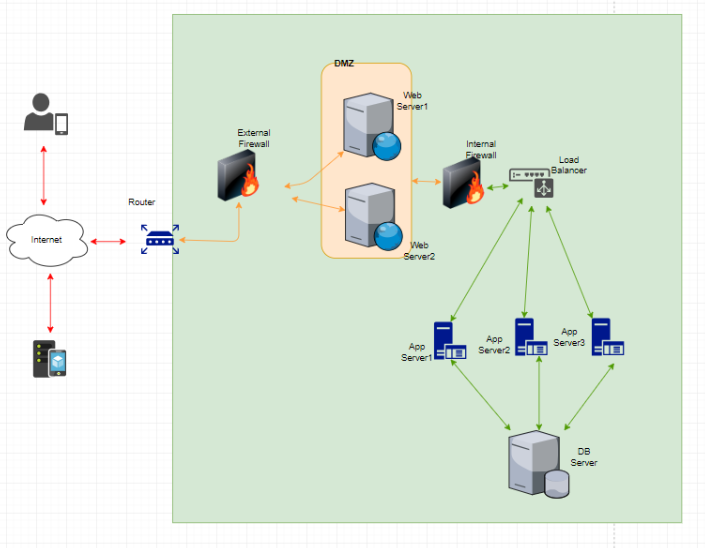 DMZ
Web
Server1
External
Firewall
Internal
Firewall
Load
Balancer
Router
Internet
Web
Server2
App
Server1
App
Server2
App
Server3
DB
Server